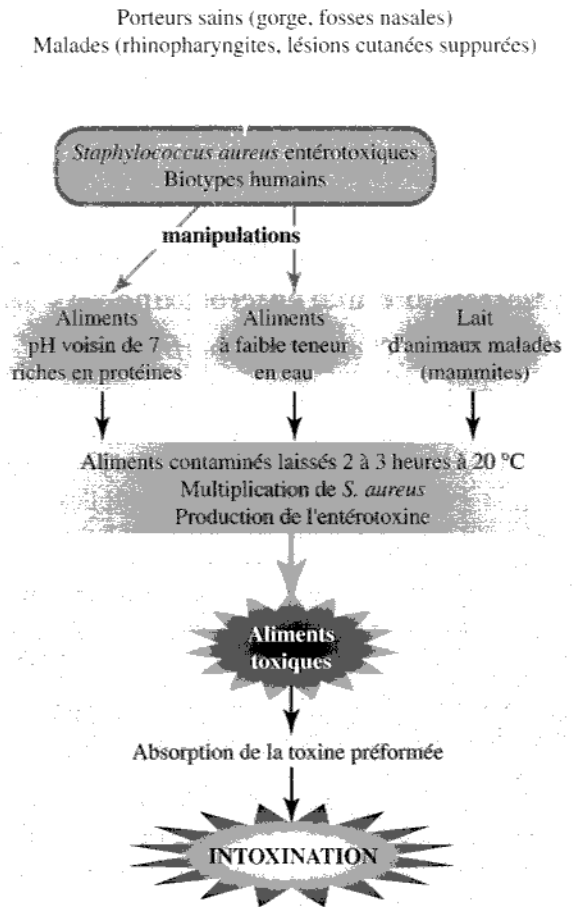 Porteurs sains (gorge, fosses nasales)
Malades (rhinopharyngites, lésions cutanées suppurées)
Staphylococcus aureus entérotoxiques
Biotypes humains
manipulations
Aliments
pH voisin de 7
riches en protéines
Aliments
à faible teneur
en eau
Lait
d'animaux malades
(mammites)
Aliments contaminés laissés 2 à 3 heures à 20 °C
Multiplication de S. aureus
Production de l'entérotoxine
Aliments
toxiques
Absorption de la toxine préformée
INTOXINATION